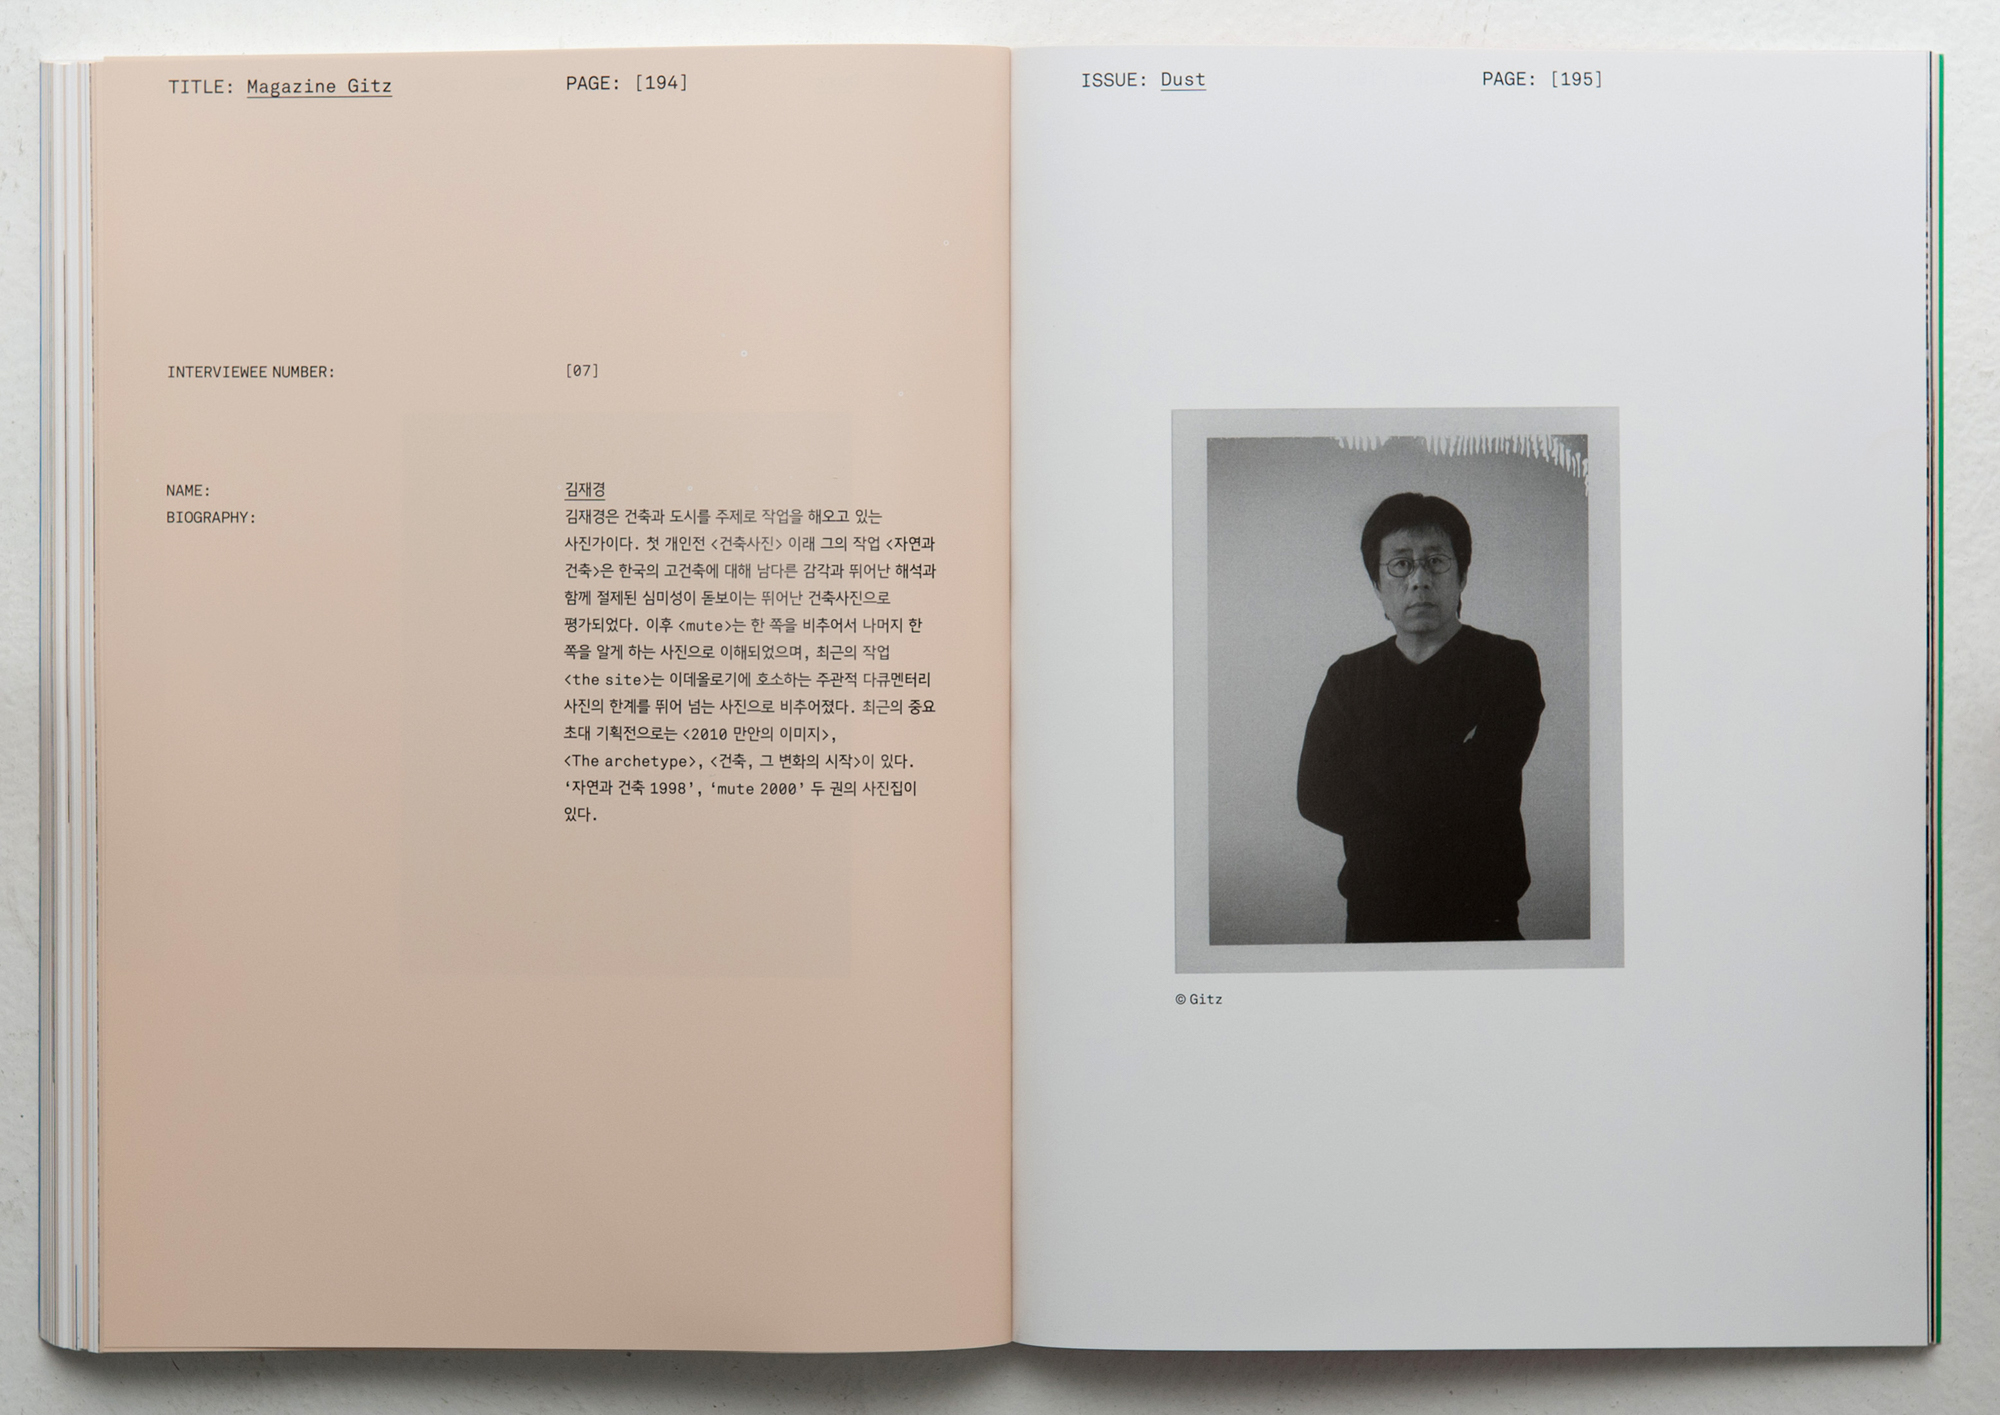 TITLE: Magazine Gitz
PAGE: [194]
INTERVIEWEE NUMBER:
[07]
NAME:
김재경
BIOGRAPHY:
김재경은 건축과 도시를 주제로 작업을 해오고 있는
사진가이다. 첫 개인전 <건축사진> 이래 그의 작업 <자연과
건축>은 한국의 고건축에 대해 남다른 감각과 뛰어난 해석과
함께 절제된 심미성이 돋보이는 뛰어난 건축사진으로
평가되었다. 이후 <mute>는 한 쪽을 비추어서 나머지 한
쪽을 알게 하는 사진으로 이해되었으며, 최근의 작업
<the site>는 이데올로기에 호소하는 주관적 다큐멘터리
사진의 한계를 뛰어 넘는 사진으로 비추어졌다. 최근의 중요
초대 기획전으로는 <2010 만안의 이미지>,
<The archetype>, <건축, 그 변화의 시작>이 있다.
‘자연과 건축 1998’, ‘mute 2000’ 두 권의 사진집이
있다.
ISSUE: Dust
PAGE: [195]
© Gitz